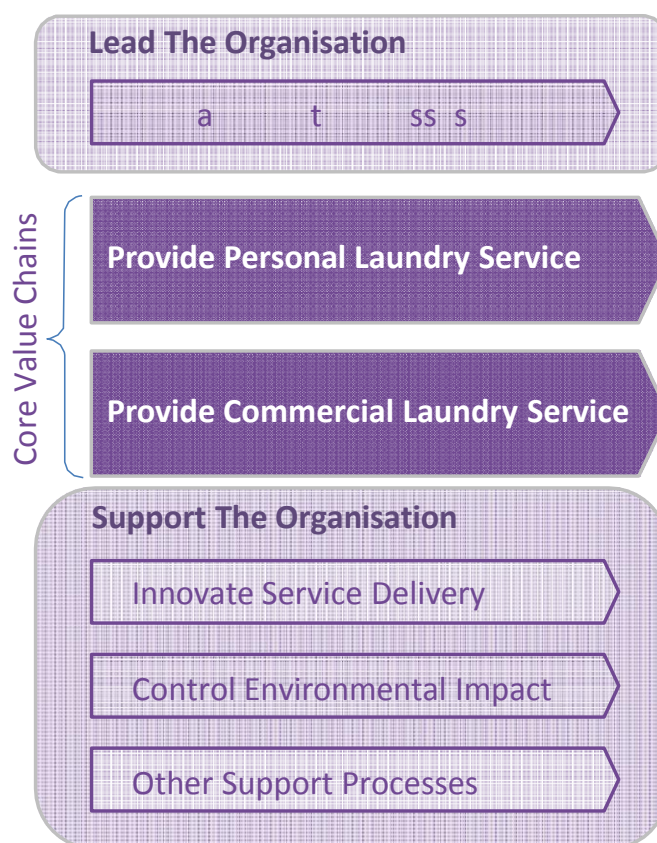 Lead The Organisation
Core Value Chains
Provide Personal Laundry Service
Provide Commercial Laundry Service
Support The Organisation
Innovate Service Delivery
Control Environmental Impact
Other Support Processes